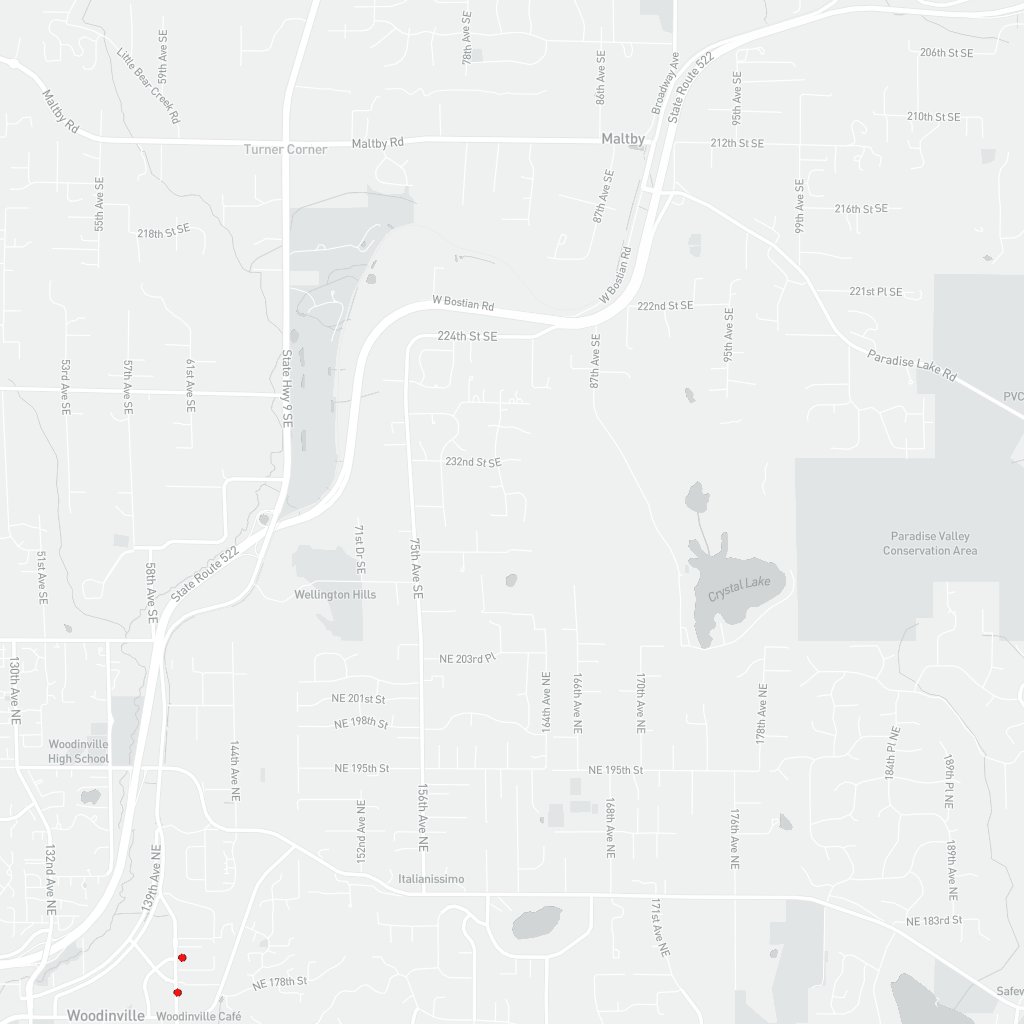 59th Ave SE
78th Ave SE
Little Bear Creek Rd
86th Ave SE
Broadway Ave
State Route 522
95th Ave SE
206th St SE
Maltby Rd
210th St SE
Turner Corner
Maltby Rd
Maltby
212th St SE
55th Ave SE
87th Ave SE
99th Ave SE
216th St SE
218th St SE
W Bostian Rd
221st Pl SE
W Bostian Rd
222nd St SE
224th St SE
95th Ave SE
87th Ave SE
Paradise Lake Rd
53rd Ave SE
57th Ave SE
61st Ave SE
State Hwy 9 SE
PVC
232nd St SE
Paradise Valley
Conservation Area
71st Dr SE
75th Ave SE
51st Ave SE
58th Ave SE
State Route 522
Wellington Hills
Crystal Lake
130th Ave NE
NE 203rd Pl
NE 201st St
NE 198th St
164th Ave NE
166th Ave NE
170th Ave NE
178th Ave NE
Woodinville
High School
144th Ave NE
NE 195th St
NE 195th St
184th Pl NE
189th Pl NE
152nd Ave NE
156th Ave NE
168th Ave NE
176th Ave NE
132nd Ave NE
139th Ave NE
Italianissimo
189th Ave NE
171st Ave NE
NE 183rd St
NE 178th St
Safew
Woodinville
Woodinville Café